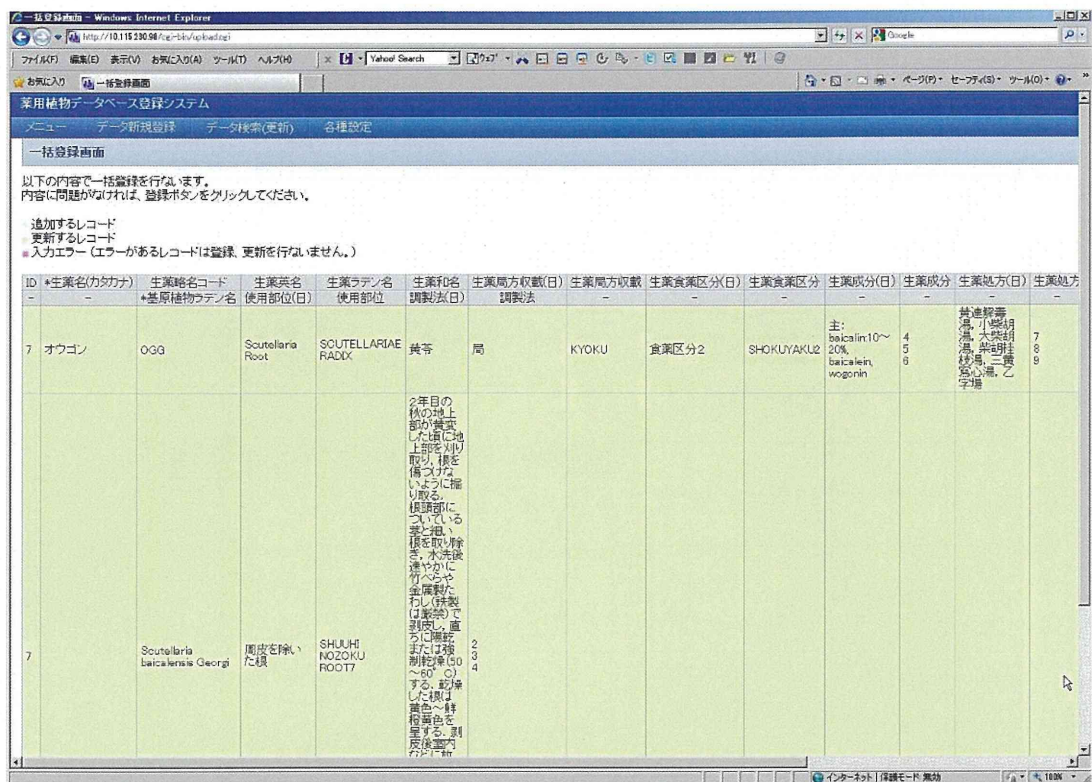 一括登録画面 - Windows Internet Explorer
http://10.115.230.98/cgi-bin/upload.cgi
Google
ファイル(F) 編集(E) 表示(V) お気に入り(A) ツール(T) ヘルプ(H)
Yahoo! Search
お気に入り 一括登録画面
ページ(P) セーフティ(S) ツール(O)
薬用植物データベース登録システム
メニュー データ新規登録 データ検索(更新) 各種設定
一括登録画面
以下の内容で一括登録を行ないます。
内容に問題がなければ、登録ボタンをクリックしてください。
追加するレコード
更新するレコード
入力エラー(エラーがあるレコードは登録、更新を行ないません。)
ID *生薬名(カタカナ) 生薬略名コード 生薬英名 生薬ラテン名 生薬和名 生薬局方収載(日) 生薬局方収載 生薬食薬区分(日) 生薬食薬区分 生薬成分(日) 生薬成分 生薬処方(日) 生薬処方
- - *基原植物ラテン名 使用部位(日) 使用部位 調製法(日) 調製法 - - - - - - -
7 オウゴン OGG
Scutellaria
Root
SCUTELLARIAE
RADIX
黄芩 局 KYOKU 食薬区分2 SHOKUYAKU2
主:
baicalin:10~
20%,
baicalein,
wogonin
4
5
6
黄連解毒
湯, 小柴胡
湯, 大柴胡
湯, 柴胡桂
枝湯, 三黄
瀉心湯, 乙
字湯
7
8
9
7
Scutellaria
baicalensis Georgi
周皮を除い
た根
SHUUHI
NOZOKU
ROOT7
2年目の
秋の地上
部が黄変
した頃に地
上部を刈り
取り, 根を
傷つけな
いように掘
り取る.
根頭部に
ついている
茎と細い
根を取り除
き, 水洗後
速やかに
竹べらや
金属製た
わし(鉄製
は厳禁)で
剥皮し, 直
ちに陽乾
または強
制乾燥(50
~60°C)
する. 乾燥
した根は
黄色~鮮
橙黄色を
呈する. 剥
皮後室内
2
3
4
インターネット | 保護モード: 無効
100%